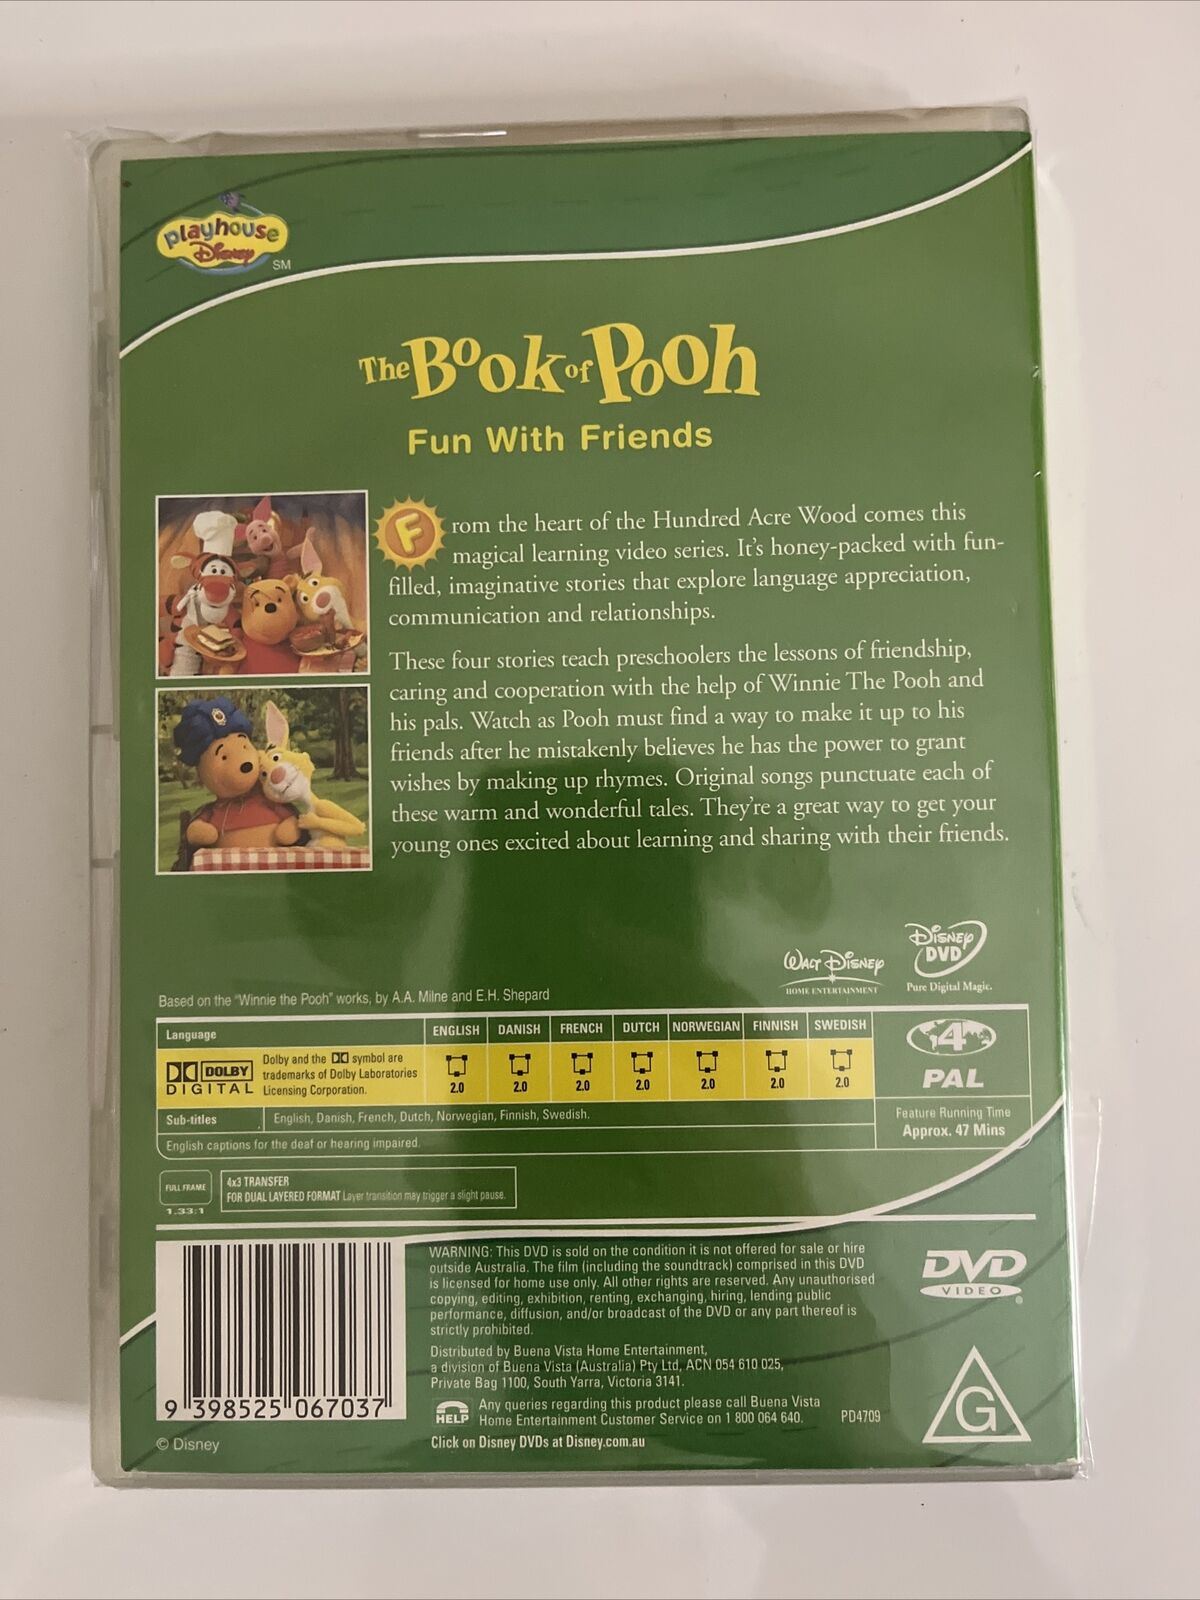 playhouse
Disney SM
The Book of Pooh
Fun With Friends
From the heart of the Hundred Acre Wood comes this
magical learning video series. It's honey-packed with fun-
filled, imaginative stories that explore language appreciation,
communication and relationships.
These four stories teach preschoolers the lessons of friendship,
caring and cooperation with the help of Winnie The Pooh and
his pals. Watch as Pooh must find a way to make it up to his
friends after he mistakenly believes he has the power to grant
wishes by making up rhymes. Original songs punctuate each of
these warm and wonderful tales. They're a great way to get your
young ones excited about learning and sharing with their friends.
WALT DISNEY
HOME ENTERTAINMENT
DISNEY
DVD
Pure Digital Magic.
Based on the "Winnie the Pooh" works, by A.A. Milne and E.H. Shepard
Language ENGLISH DANISH FRENCH DUTCH NORWEGIAN FINNISH SWEDISH
DOLBY
DIGITAL
Dolby and the symbol are
trademarks of Dolby Laboratories
Licensing Corporation.
2.0 2.0 2.0 2.0 2.0 2.0 2.0
Sub-titles English, Danish, French, Dutch, Norwegian, Finnish, Swedish.
English captions for the deaf or hearing impaired.
4
PAL
Feature Running Time
Approx. 47 Mins
FULL FRAME
1.33:1
4x3 TRANSFER
FOR DUAL LAYERED FORMAT Layer transition may trigger a slight pause.
WARNING: This DVD is sold on the condition it is not offered for sale or hire
outside Australia. The film (including the soundtrack) comprised in this DVD
is licensed for home use only. All other rights are reserved. Any unauthorised
copying, editing, exhibition, renting, exchanging, hiring, lending public
performance, diffusion, and/or broadcast of the DVD or any part thereof is
strictly prohibited.
Distributed by Buena Vista Home Entertainment,
a division of Buena Vista (Australia) Pty Ltd, ACN 054 610 025,
Private Bag 1100, South Yarra, Victoria 3141.
HELP
Any queries regarding this product please call Buena Vista
Home Entertainment Customer Service on 1 800 064 640.
PD4709
Click on Disney DVDs at Disney.com.au
DVD
VIDEO
G
9 398525 067037
© Disney